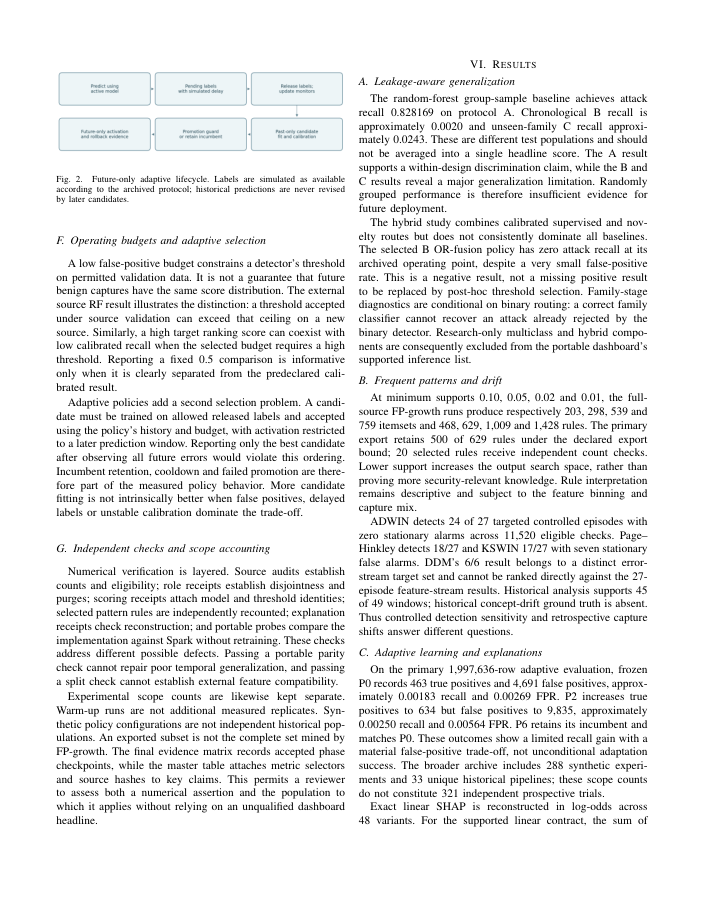 Predict using
active model
Pending labels
with simulated delay
Release labels;
update monitors
Future-only activation
and rollback evidence
Promotion guard
or retain incumbent
Past-only candidate
fit and calibration
Fig. 2. Future-only adaptive lifecycle. Labels are simulated as available
according to the archived protocol; historical predictions are never revised
by later candidates.
F. Operating budgets and adaptive selection
A low false-positive budget constrains a detector's threshold
on permitted validation data. It is not a guarantee that future
benign captures have the same score distribution. The external
source RF result illustrates the distinction: a threshold accepted
under source validation can exceed that ceiling on a new
source. Similarly, a high target ranking score can coexist with
low calibrated recall when the selected budget requires a high
threshold. Reporting a fixed 0.5 comparison is informative
only when it is clearly separated from the predeclared cali-
brated result.
Adaptive policies add a second selection problem. A candi-
date must be trained on allowed released labels and accepted
using the policy's history and budget, with activation restricted
to a later prediction window. Reporting only the best candidate
after observing all future errors would violate this ordering.
Incumbent retention, cooldown and failed promotion are there-
fore part of the measured policy behavior. More candidate
fitting is not intrinsically better when false positives, delayed
labels or unstable calibration dominate the trade-off.
G. Independent checks and scope accounting
Numerical verification is layered. Source audits establish
counts and eligibility; role receipts establish disjointness and
purges; scoring receipts attach model and threshold identities;
selected pattern rules are independently recounted; explanation
receipts check reconstruction; and portable probes compare the
implementation against Spark without retraining. These checks
address different possible defects. Passing a portable parity
check cannot repair poor temporal generalization, and passing
a split check cannot establish external feature compatibility.
Experimental scope counts are likewise kept separate.
Warm-up runs are not additional measured replicates. Syn-
thetic policy configurations are not independent historical pop-
ulations. An exported subset is not the complete set mined by
FP-growth. The final evidence matrix records accepted phase
checkpoints, while the master table attaches metric selectors
and source hashes to key claims. This permits a reviewer
to assess both a numerical assertion and the population to
which it applies without relying on an unqualified dashboard
headline.
VI. RESULTS
A. Leakage-aware generalization
The random-forest group-sample baseline achieves attack
recall 0.828169 on protocol A. Chronological B recall is
approximately 0.0020 and unseen-family C recall approxi-
mately 0.0243. These are different test populations and should
not be averaged into a single headline score. The A result
supports a within-design discrimination claim, while the B and
C results reveal a major generalization limitation. Randomly
grouped performance is therefore insufficient evidence for
future deployment.
The hybrid study combines calibrated supervised and nov-
elty routes but does not consistently dominate all baselines.
The selected B OR-fusion policy has zero attack recall at its
archived operating point, despite a very small false-positive
rate. This is a negative result, not a missing positive result
to be replaced by post-hoc threshold selection. Family-stage
diagnostics are conditional on binary routing: a correct family
classifier cannot recover an attack already rejected by the
binary detector. Research-only multiclass and hybrid compo-
nents are consequently excluded from the portable dashboard's
supported inference list.
B. Frequent patterns and drift
At minimum supports 0.10, 0.05, 0.02 and 0.01, the full-
source FP-growth runs produce respectively 203, 298, 539 and
759 itemsets and 468, 629, 1,009 and 1,428 rules. The primary
export retains 500 of 629 rules under the declared export
bound; 20 selected rules receive independent count checks.
Lower support increases the output search space, rather than
proving more security-relevant knowledge. Rule interpretation
remains descriptive and subject to the feature binning and
capture mix.
ADWIN detects 24 of 27 targeted controlled episodes with
zero stationary alarms across 11,520 eligible checks. Page–
Hinkley detects 18/27 and KSWIN 17/27 with seven stationary
false alarms. DDM's 6/6 result belongs to a distinct error-
stream target set and cannot be ranked directly against the 27-
episode feature-stream results. Historical analysis supports 45
of 49 windows; historical concept-drift ground truth is absent.
Thus controlled detection sensitivity and retrospective capture
shifts answer different questions.
C. Adaptive learning and explanations
On the primary 1,997,636-row adaptive evaluation, frozen
P0 records 463 true positives and 4,691 false positives, approx-
imately 0.00183 recall and 0.00269 FPR. P2 increases true
positives to 634 but false positives to 9,835, approximately
0.00250 recall and 0.00564 FPR. P6 retains its incumbent and
matches P0. These outcomes show a limited recall gain with a
material false-positive trade-off, not unconditional adaptation
success. The broader archive includes 288 synthetic experi-
ments and 33 unique historical pipelines; these scope counts
do not constitute 321 independent prospective trials.
Exact linear SHAP is reconstructed in log-odds across
48 variants. For the supported linear contract, the sum of